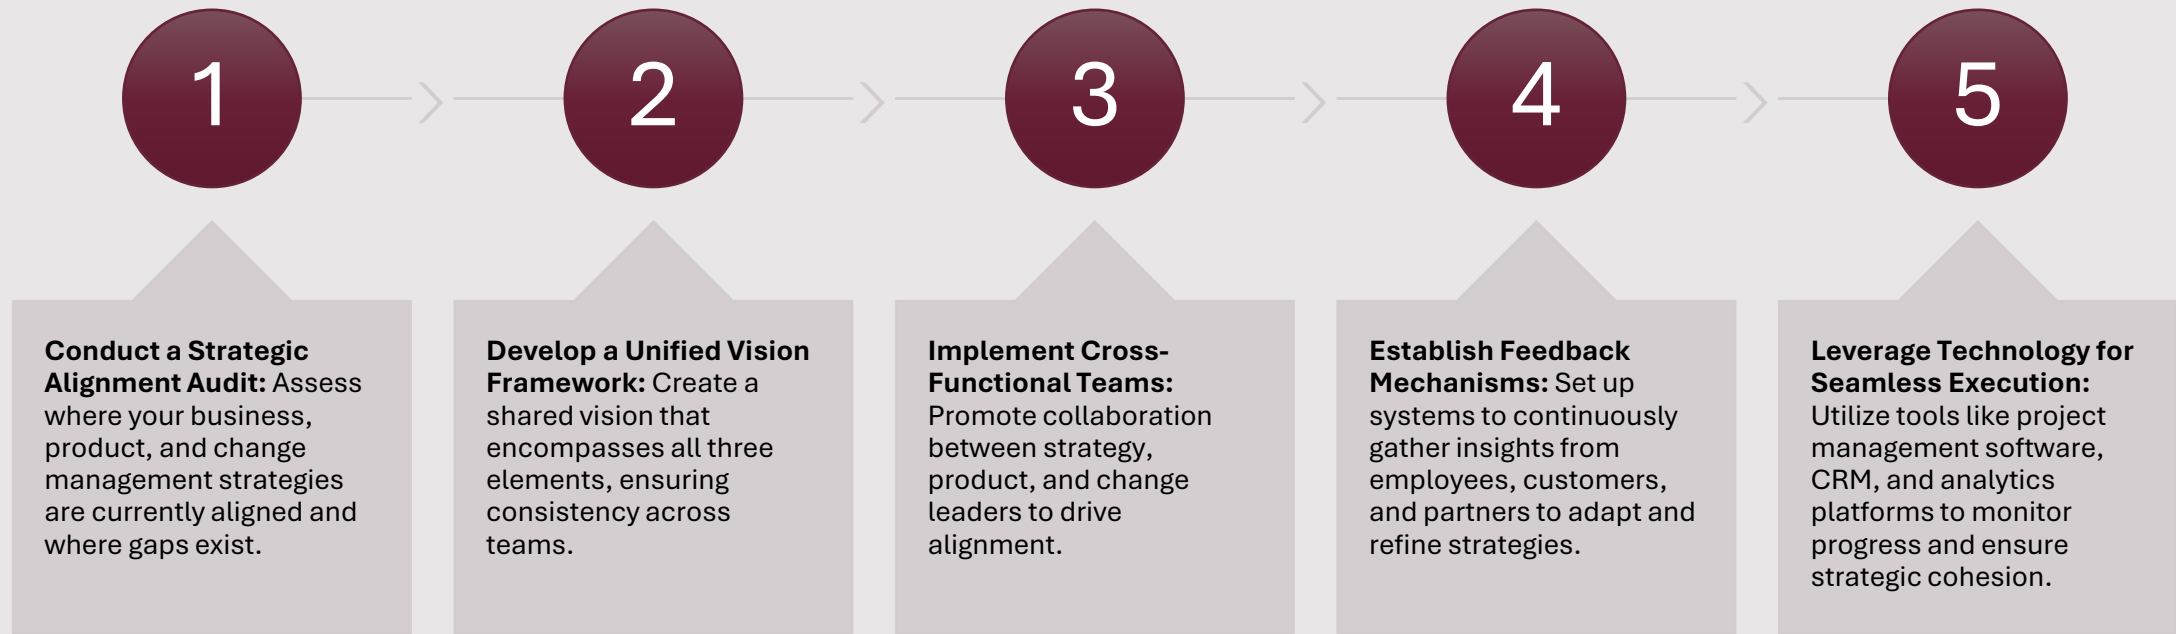 1
Conduct a Strategic
Alignment Audit: Assess
where your business,
product, and change
management strategies
are currently aligned and
where gaps exist.
2
Develop a Unified Vision
Framework: Create a
shared vision that
encompasses all three
elements, ensuring
consistency across
teams.
3
Implement Cross-
Functional Teams:
Promote collaboration
between strategy,
product, and change
leaders to drive
alignment.
4
Establish Feedback
Mechanisms: Set up
systems to continuously
gather insights from
employees, customers,
and partners to adapt and
refine strategies.
5
Leverage Technology for
Seamless Execution:
Utilize tools like project
management software,
CRM, and analytics
platforms to monitor
progress and ensure
strategic cohesion.